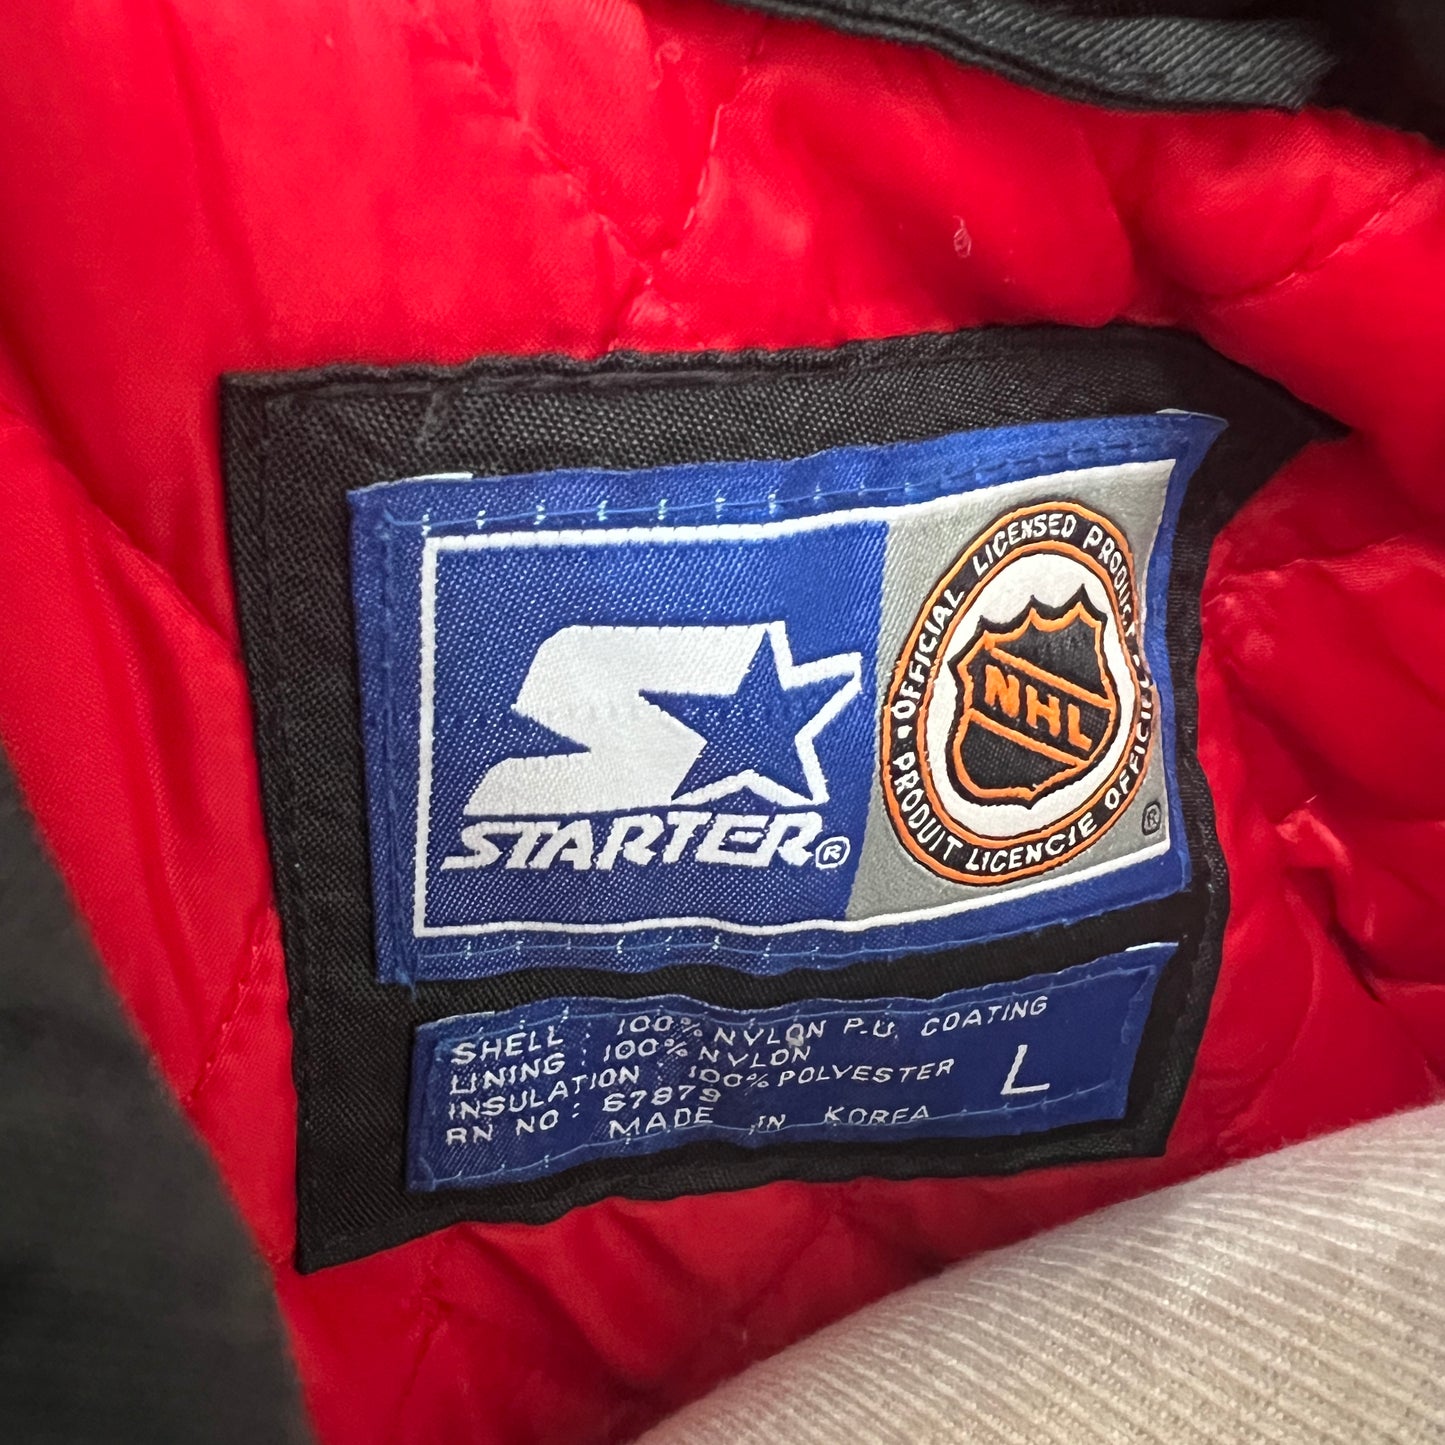 STARTER®
• OFFICIAL LICENSED PRODUCT
PRODUIT LICENCIE OFFICIEL
NHL
®
SHELL : 100% NYLON P.U. COATING
LINING : 100% NYLON
INSULATION : 100% POLYESTER
RN NO : 67879
MADE IN KOREA
L